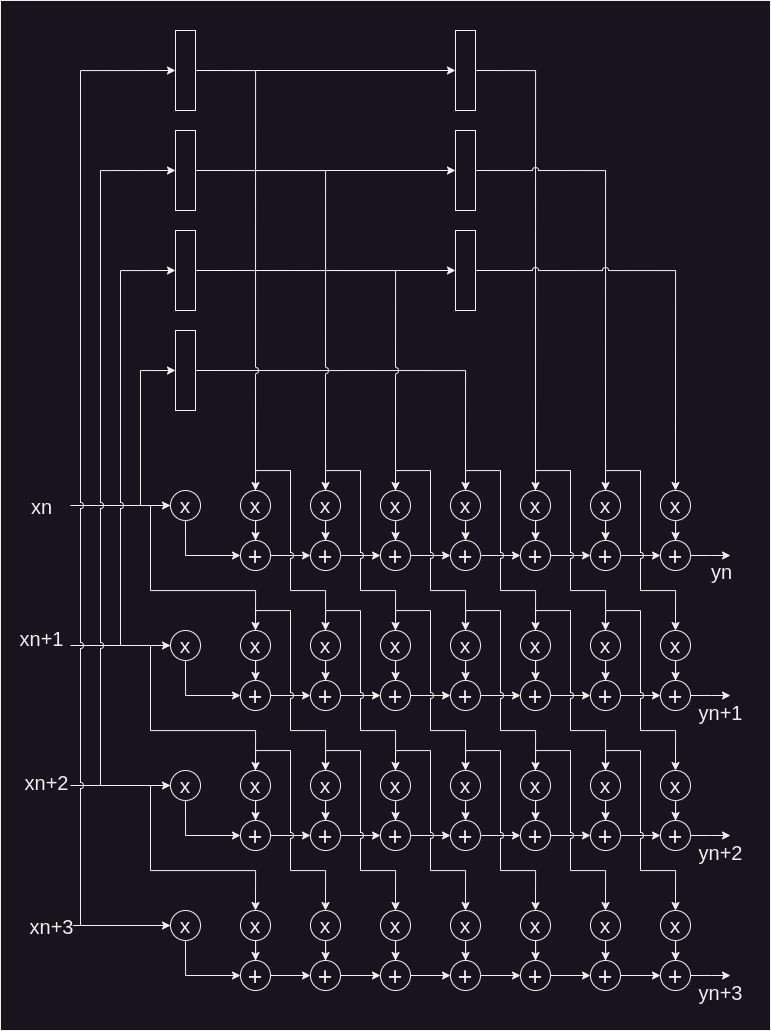 xn
x x x x x x x x
+ + + + + + +
yn
xn+1
x x x x x x x x
+ + + + + + +
yn+1
xn+2
x x x x x x x x
+ + + + + + +
yn+2
xn+3
x x x x x x x x
+ + + + + + +
yn+3